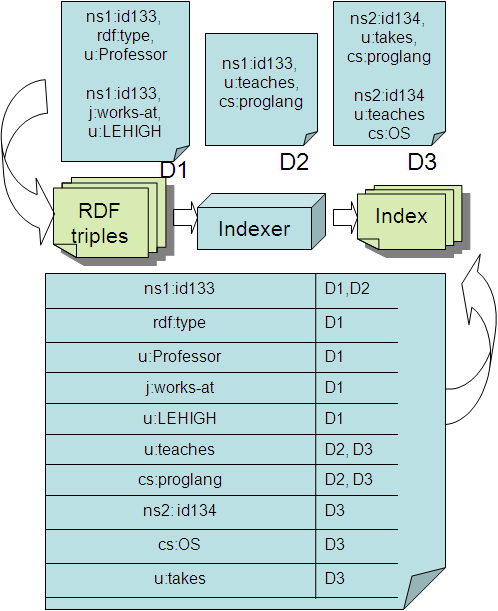 ns1:id133,
rdf:type,
u:Professor
ns1:id133,
j:works-at,
u:LEHIGH
D1
ns1:id133,
u:teaches,
cs:proglang
D2
ns2:id134,
u:takes,
cs:proglang
ns2:id134
u:teaches
cs:OS
D3
RDF
triples
Indexer
Index
ns1:id133 D1,D2
rdf:type D1
u:Professor D1
j:works-at D1
u:LEHIGH D1
u:teaches D2, D3
cs:proglang D2, D3
ns2: id134 D3
cs:OS D3
u:takes D3